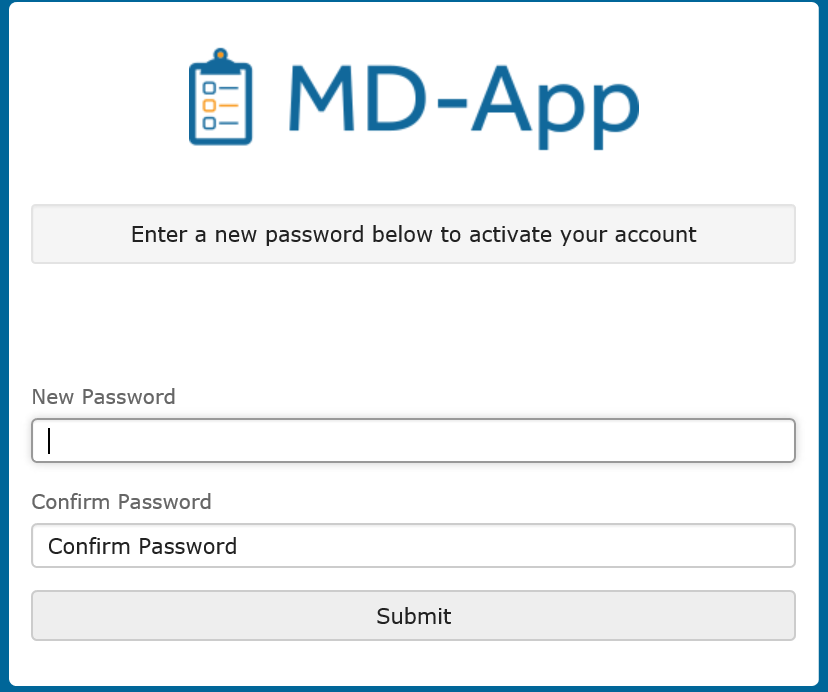 MD-App
Enter a new password below to activate your account
New Password
Confirm Password
Confirm Password
Submit